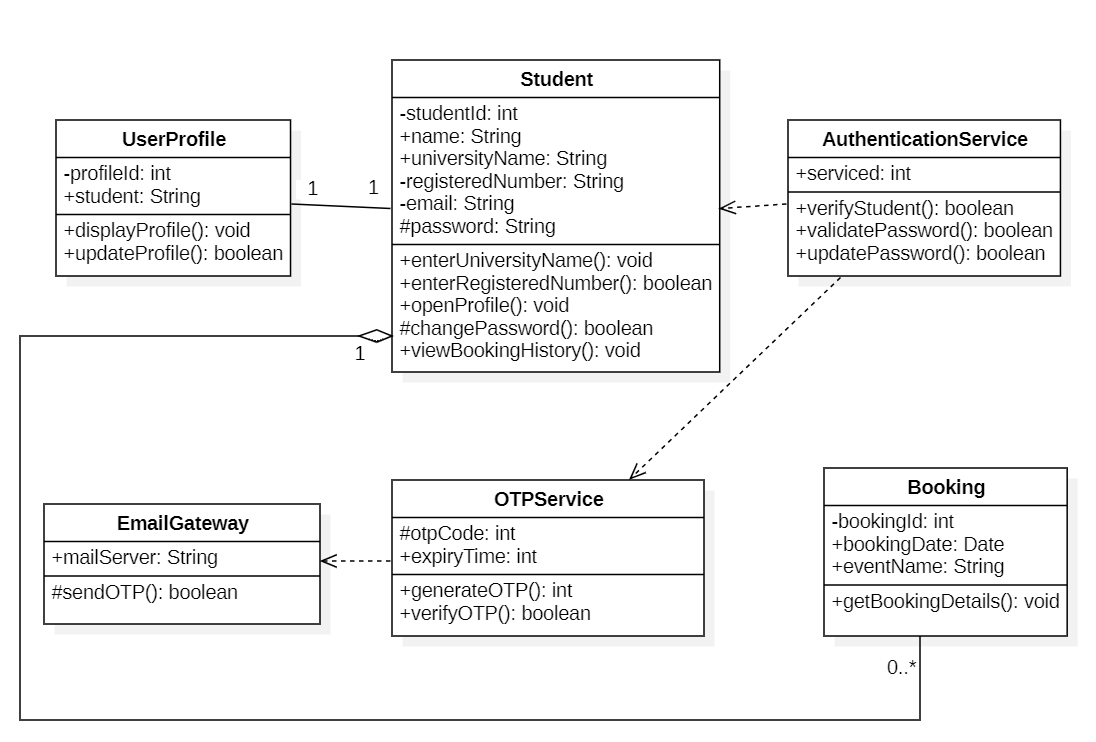 Student
-studentId: int
+name: String
+universityName: String
-registeredNumber: String
-email: String
#password: String
+enterUniversityName(): void
+enterRegisteredNumber(): boolean
+openProfile(): void
#changePassword(): boolean
+viewBookingHistory(): void
UserProfile
-profileId: int
+student: String
+displayProfile(): void
+updateProfile(): boolean
1
1
AuthenticationService
+serviced: int
+verifyStudent(): boolean
+validatePassword(): boolean
+updatePassword(): boolean
1
EmailGateway
+mailServer: String
#sendOTP(): boolean
OTPService
#otpCode: int
+expiryTime: int
+generateOTP(): int
+verifyOTP(): boolean
Booking
-bookingId: int
+bookingDate: Date
+eventName: String
+getBookingDetails(): void
0..*